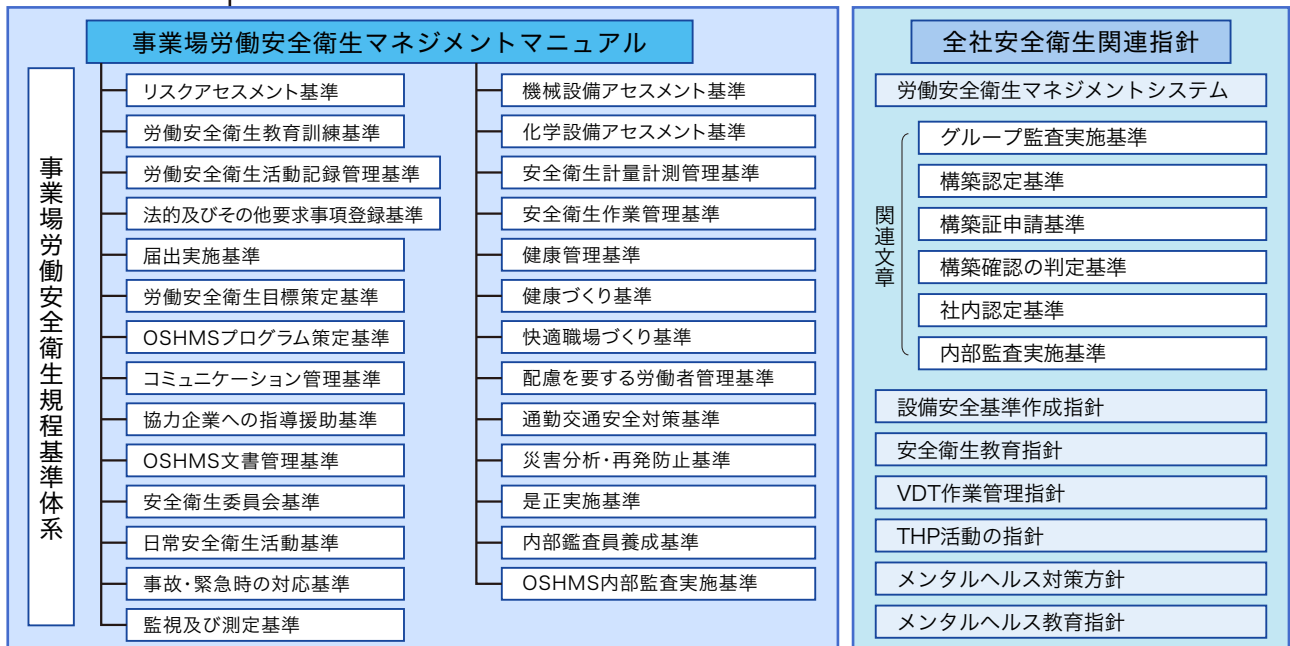 事業場労働安全衛生マネジメントマニュアル
事業場労働安全衛生規程基準体系
リスクアセスメント基準
労働安全衛生教育訓練基準
労働安全衛生活動記録管理基準
法的及びその他要求事項登録基準
届出実施基準
労働安全衛生目標策定基準
OSHMSプログラム策定基準
コミュニケーション管理基準
協力企業への指導援助基準
OSHMS文書管理基準
安全衛生委員会基準
日常安全衛生活動基準
事故・緊急時の対応基準
監視及び測定基準
機械設備アセスメント基準
化学設備アセスメント基準
安全衛生計量計測管理基準
安全衛生作業管理基準
健康管理基準
健康づくり基準
快適職場づくり基準
配慮を要する労働者管理基準
通勤交通安全対策基準
災害分析・再発防止基準
是正実施基準
内部鑑査員養成基準
OSHMS内部監査実施基準
全社安全衛生関連指針
労働安全衛生マネジメントシステム
関連文章
グループ監査実施基準
構築認定基準
構築証申請基準
構築確認の判定基準
社内認定基準
内部監査実施基準
設備安全基準作成指針
安全衛生教育指針
VDT作業管理指針
THP活動の指針
メンタルヘルス対策方針
メンタルヘルス教育指針